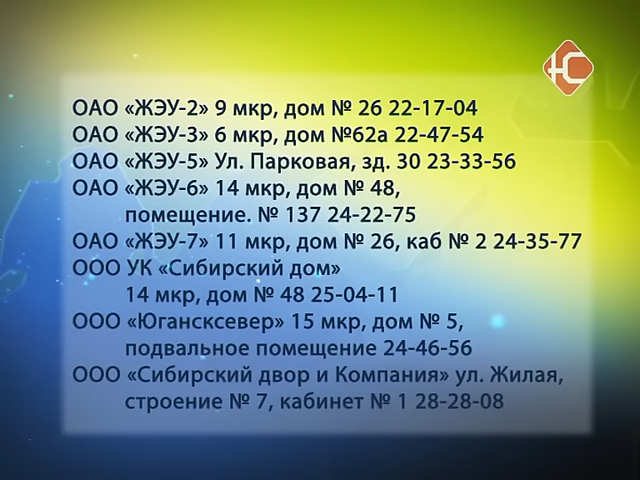 ОАО «ЖЭУ-2» 9 мкр, дом № 26 22-17-04
ОАО «ЖЭУ-3» 6 мкр, дом №62а 22-47-54
ОАО «ЖЭУ-5» Ул. Парковая, зд. 30 23-33-56
ОАО «ЖЭУ-6» 14 мкр, дом № 48,
помещение. № 137 24-22-75
ОАО «ЖЭУ-7» 11 мкр, дом № 26, каб № 2 24-35-77
ООО УК «Сибирский дом»
14 мкр, дом № 48 25-04-11
ООО «Юганксевер» 15 мкр, дом № 5,
подвальное помещение 24-46-56
ООО «Сибирский двор и Компания» ул. Жилая,
строение № 7, кабинет № 1 28-28-08